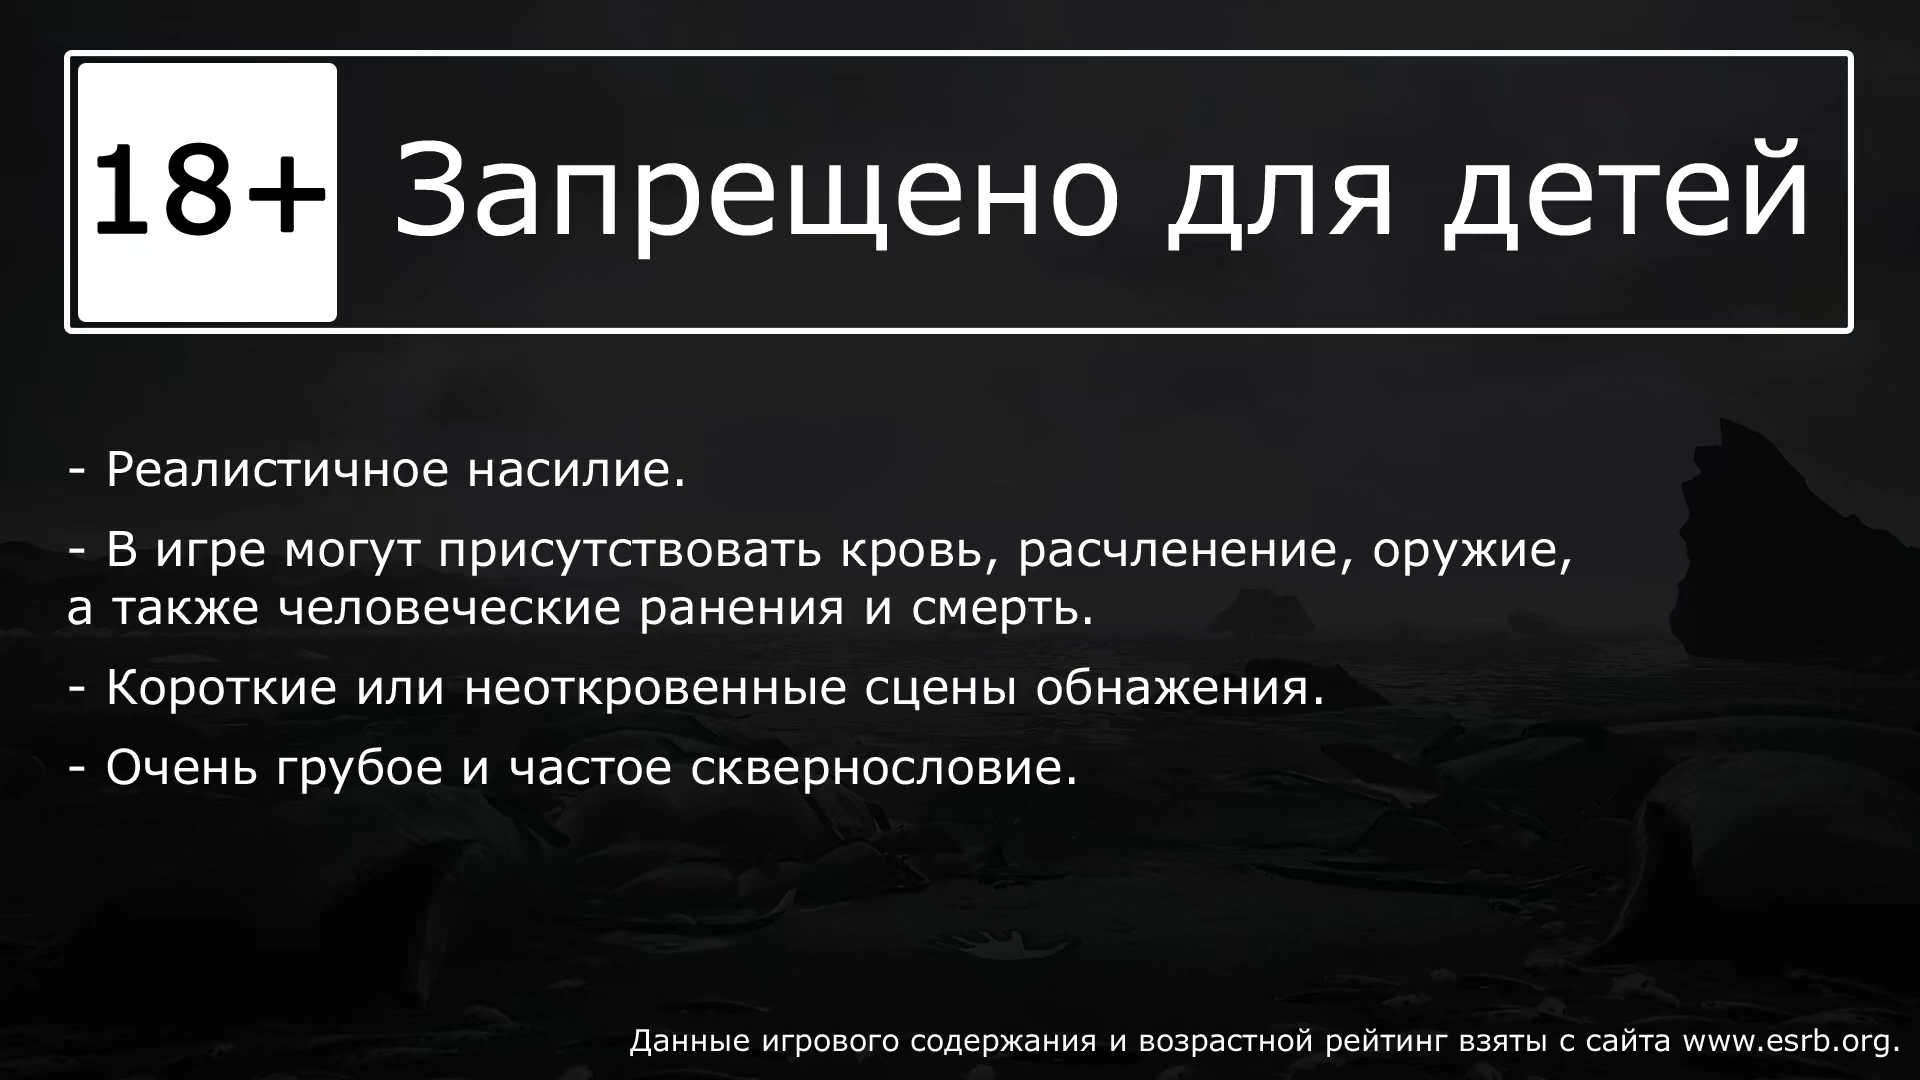 18+ Запрещено для детей
- Реалистичное насилие.
- В игре могут присутствовать кровь, расчленение, оружие,
а также человеческие ранения и смерть.
- Короткие или неоткровенные сцены обнажения.
- Очень грубое и частое сквернословие.
Данные игрового содержания и возрастной рейтинг взяты с сайта www.esrb.org.